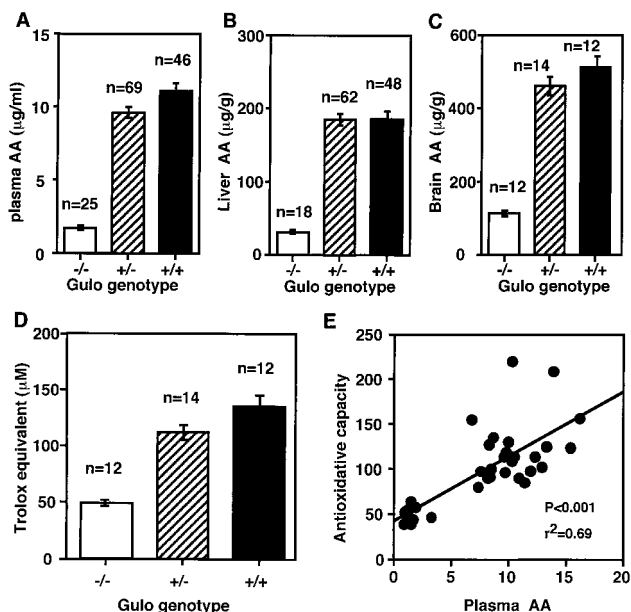 A
plasma AA (μg/ml)
15
10
5
0
n=25
n=69
n=46
-/-
+/-
+/+
Gulo genotype
B
Liver AA (μg/g)
300
200
100
0
n=18
n=62
n=48
-/-
+/-
+/+
Gulo genotype
C
Brain AA (μg/g)
600
400
200
0
n=12
n=14
n=12
-/-
+/-
+/+
Gulo genotype
D
Trolox equivalent (μM)
200
150
100
50
0
n=12
n=14
n=12
-/-
+/-
+/+
Gulo genotype
E
Antioxidative capacity
250
200
150
100
50
0
P<0.001
r²=0.69
0
5
10
15
20
Plasma AA